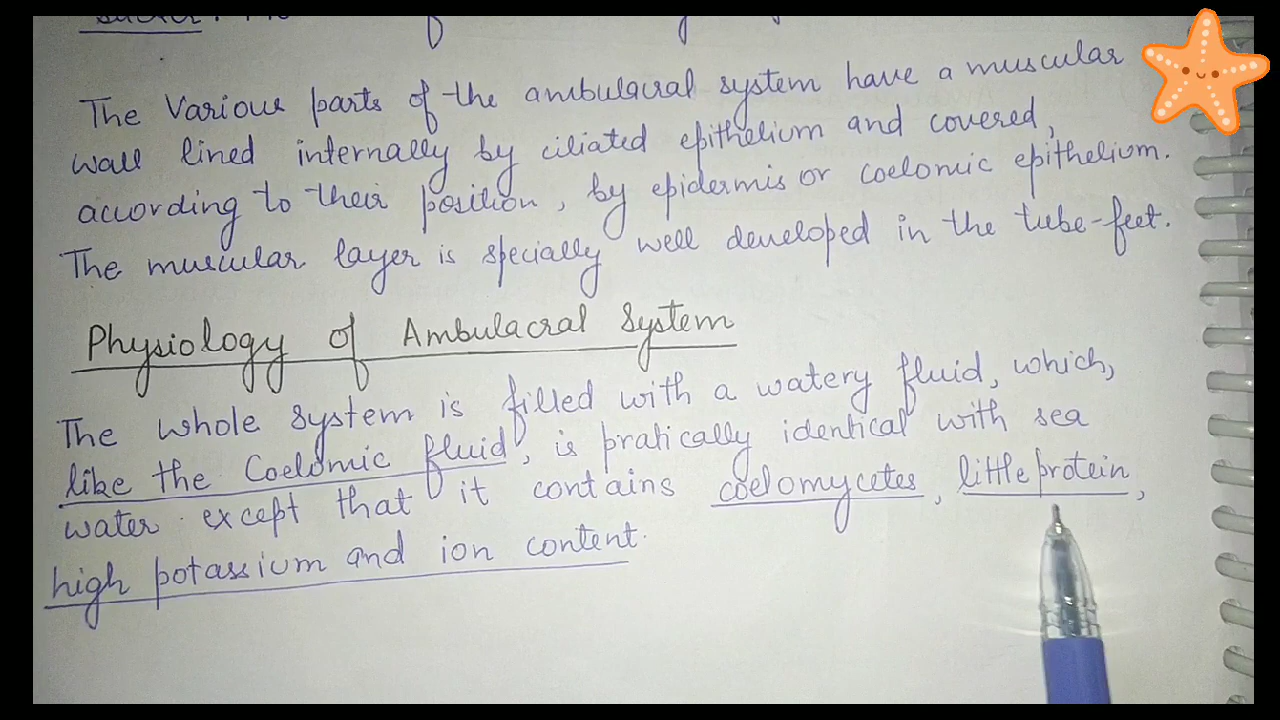 The various parts of the ambulacral system have a muscular
wall lined internally by ciliated epithelium and covered,
according to their position, by epidermis or coelomic epithelium.
The muscular layer is specially well developed in the tube-feet.
Physiology of Ambulacral System
The whole system is filled with a watery fluid, which,
like the Coelomic fluid, is pratically identical with sea
water except that it contains coelomycetes, little protein,
high potassium and ion content.